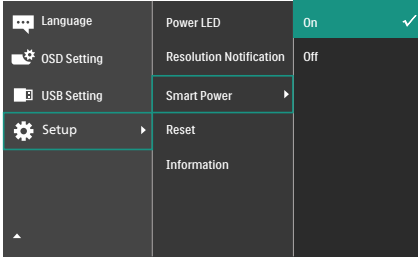 Language
OSD Setting
USB Setting
Setup
Power LED
Resolution Notification
Smart Power
Reset
Information
On
Off